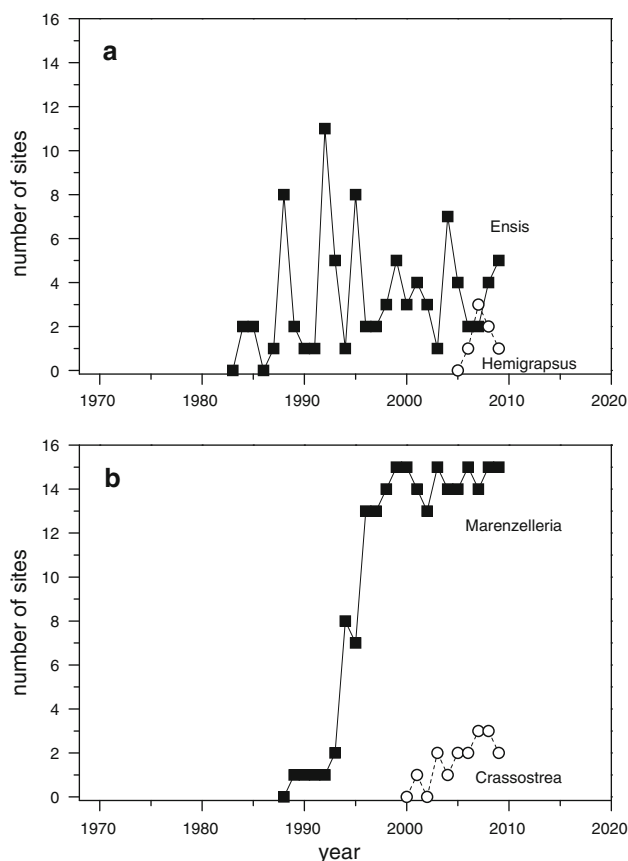 a
16
14
12
10
8
6
4
2
0
number of sites
Ensis
Hemigrapsus
1970 1980 1990 2000 2010 2020
b
16
14
12
10
8
6
4
2
0
number of sites
Marenzelleria
Crassostrea
1970 1980 1990 2000 2010 2020
year